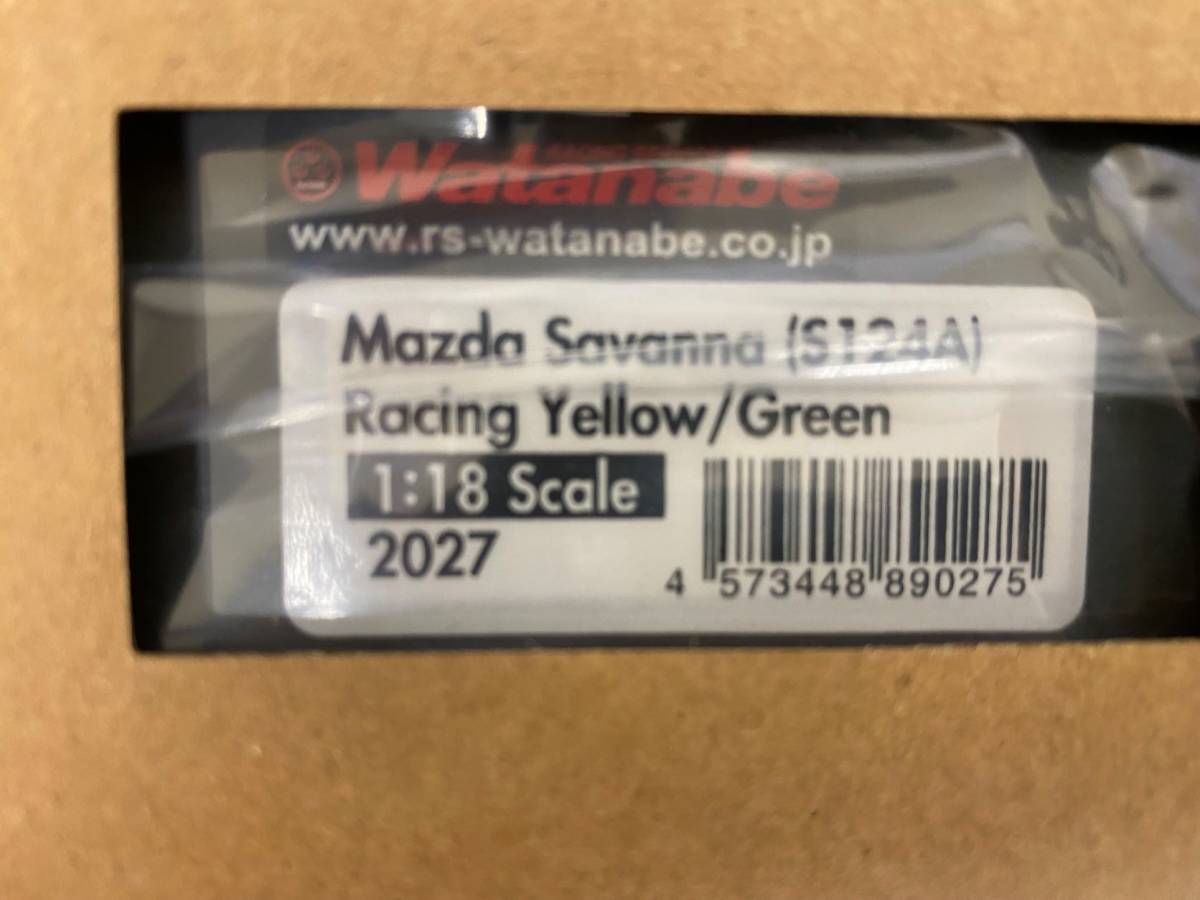 Watanabe
www.rs-watanabe.co.jp
Mazda Savanna (S124A)
Racing Yellow/Green
1:18 Scale
2027
4 573448 890275